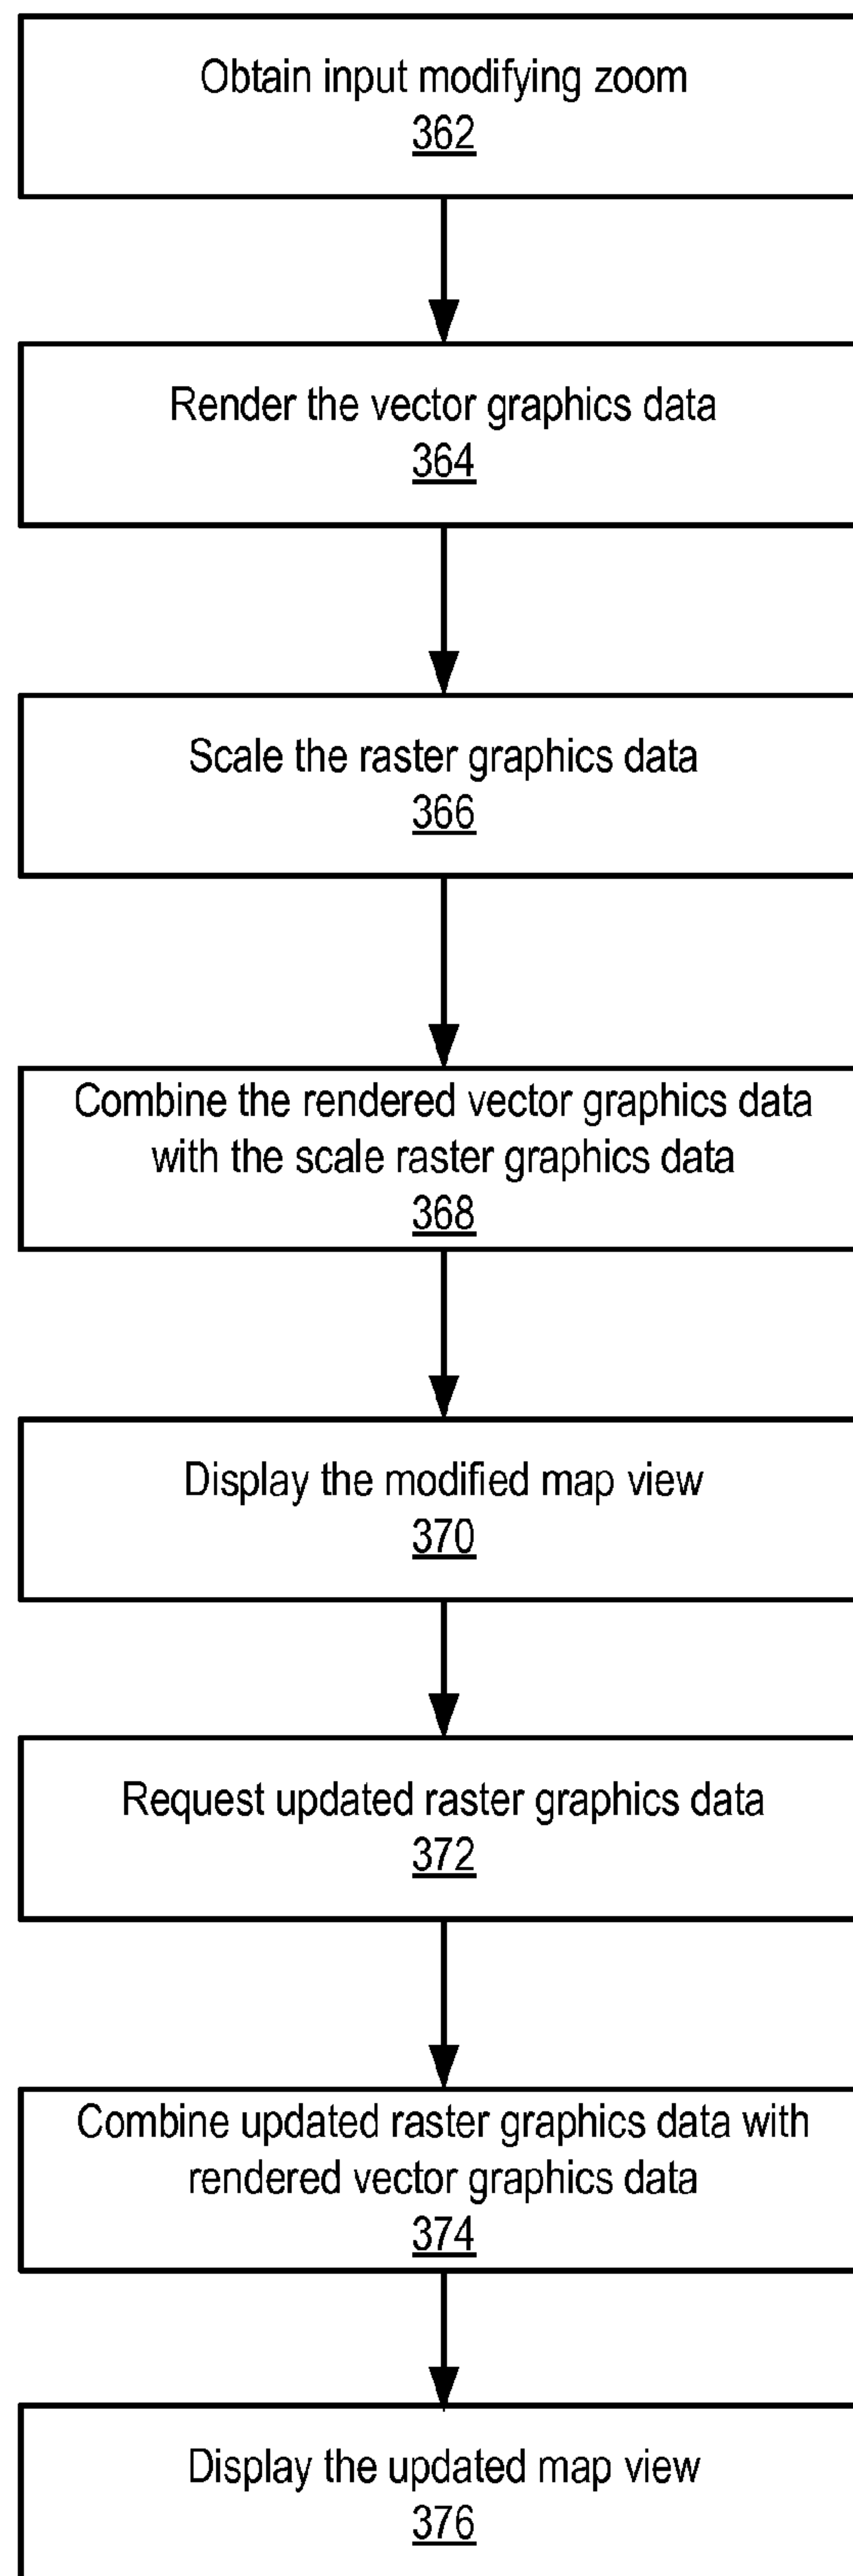 Obtain input modifying zoom
362
Render the vector graphics data
364
Scale the raster graphics data
366
Combine the rendered vector graphics data
with the scale raster graphics data
368
Display the modified map view
370
Request updated raster graphics data
372
Combine updated raster graphics data with
rendered vector graphics data
374
Display the updated map view
376